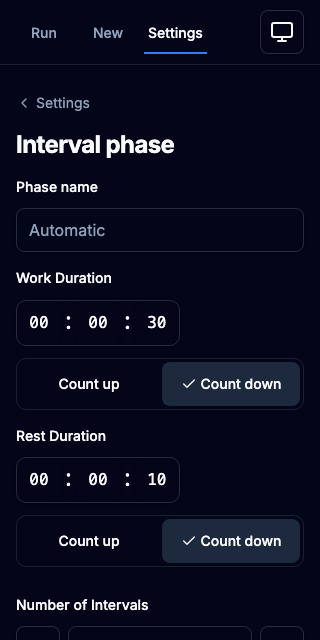 Run New Settings
Settings
Interval phase
Phase name
Automatic
Work Duration
00 : 00 : 30
Count up Count down
Rest Duration
00 : 00 : 10
Count up Count down
Number of Intervals